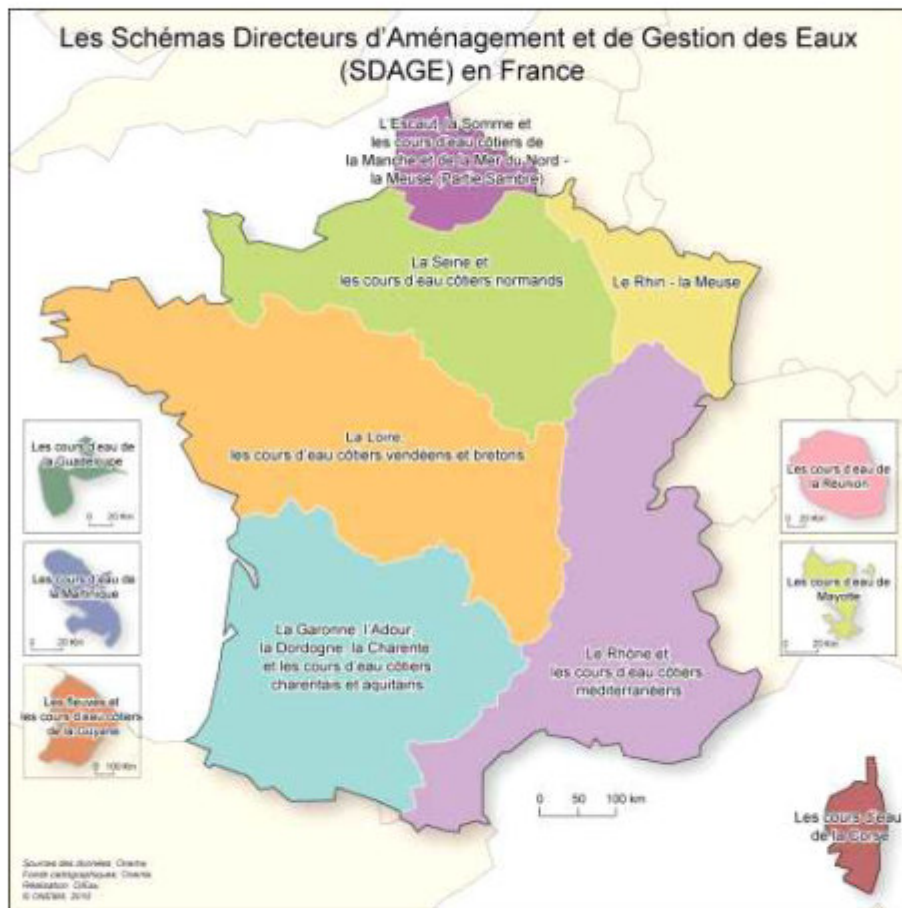 Les Schémas Directeurs d'Aménagement et de Gestion des Eaux
(SDAGE) en France
L'Escaut, la Somme et
les cours d'eau côtiers de
la Manche et de la Mer du Nord -
la Meuse (Partie Sambre)
La Seine et
les cours d'eau côtiers normands
Le Rhin - la Meuse
La Loire,
les cours d'eau côtiers vendéens et bretons
Les cours d'eau de
la Guadeloupe
0 20 Km
Les cours d'eau de
la Réunion
0 20 Km
Les cours d'eau de
la Martinique
0 20 Km
Les cours d'eau de
Mayotte
0 20 Km
La Garonne, l'Adour,
la Dordogne, la Charente
et les cours d'eau côtiers
charentais et aquitains
Le Rhône et
les cours d'eau côtiers
méditerranéens
Les fleuves et
les cours d'eau côtiers
de la Guyane
0 100 Km
0 50 100 km
Les cours d'eau
de la Corse
Sources des données: Onema
Fonds cartographiques: Onema
Réalisation: OIEau
© ONEMA, 2010